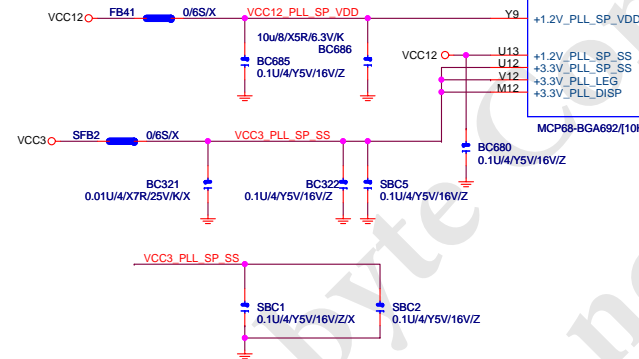 VCC12 FB41 0/6S/X VCC12_PLL_SP_VDD Y9 +1.2V_PLL_SP_VDD
10u/8/X5R/6.3V/K
BC686
BC685
0.1U/4/Y5V/16V/Z
VCC12 U13 +1.2V_PLL_SP_SS
U12 +3.3V_PLL_SP_SS
V12 +3.3V_PLL_LEG
M12 +3.3V_PLL_DISP
MCP68-BGA692/[10H
VCC3 SFB2 0/6S/X VCC3_PLL_SP_SS
BC680
0.1U/4/Y5V/16V/Z
BC321
0.01U/4/X7R/25V/K/X
BC322
0.1U/4/Y5V/16V/Z
SBC5
0.1U/4/Y5V/16V/Z
VCC3_PLL_SP_SS
SBC1
0.1U/4/Y5V/16V/Z/X
SBC2
0.1U/4/Y5V/16V/Z